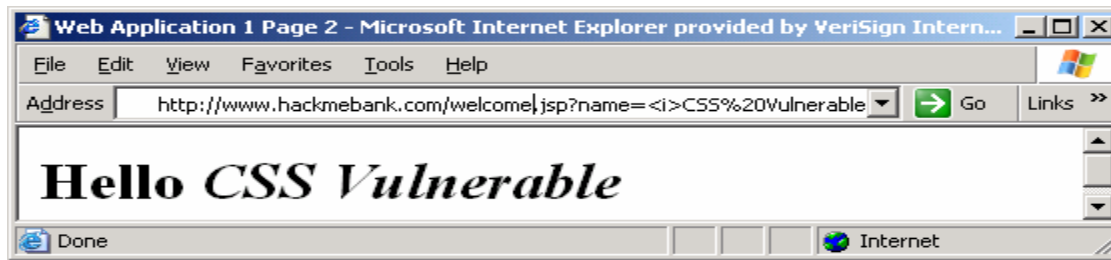 Web Application 1 Page 2 - Microsoft Internet Explorer provided by VeriSign Intern...
File Edit View Favorites Tools Help
Address http://www.hackmebank.com/welcome.jsp?name=<i>CSS%20Vulnerable Go Links »
Hello CSS Vulnerable
Done Internet